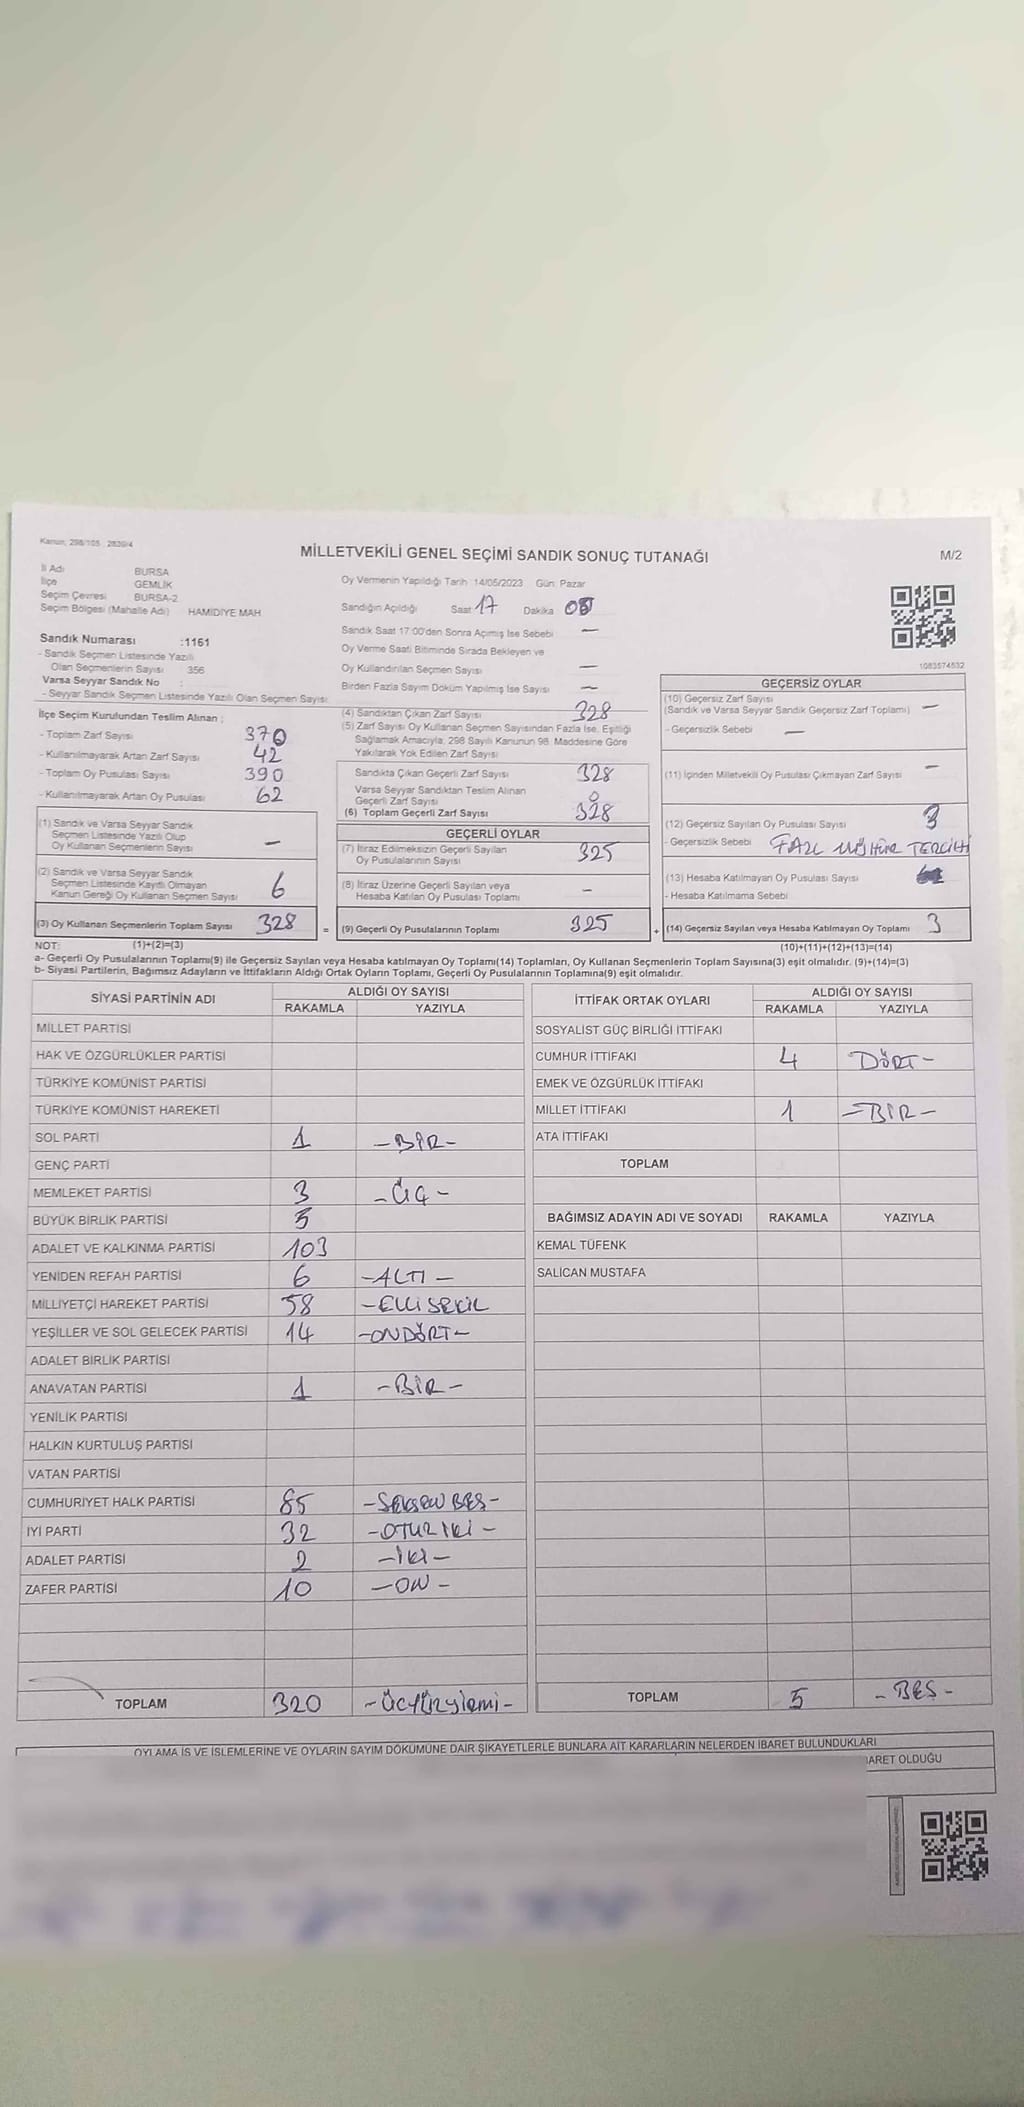 Kanun, 298/105 2839/4
MİLLETVEKİLİ GENEL SEÇİMİ SANDIK SONUÇ TUTANAĞI
M/2
İl Adı BURSA
İlçe GEMLİK
Seçim Çevresi BURSA-2
Seçim Bölgesi (Mahalle Adı) HAMİDİYE MAH.
Sandık Numarası :1161
- Sandık Seçmen Listesinde Yazılı
Olan Seçmenlerin Sayısı 356
Varsa Seyyar Sandık No :
- Seyyar Sandık Seçmen Listesinde Yazılı Olan Seçmen Sayısı
İlçe Seçim Kurulundan Teslim Alınan ;
- Toplam Zarf Sayısı 370
- Kullanılmayarak Artan Zarf Sayısı 42
- Toplam Oy Pusulası Sayısı 390
- Kullanılmayarak Artan Oy Pusulası 62
(1) Sandık ve Varsa Seyyar Sandık
Seçmen Listesinde Yazılı Olup
Oy Kullanan Seçmenlerin Sayısı —
(2) Sandık ve Varsa Seyyar Sandık
Seçmen Listesinde Kayıtlı Olmayan
Kanun Gereği Oy Kullanan Seçmen Sayısı 6
(3) Oy Kullanan Seçmenlerin Toplam Sayısı 328
Oy Vermenin Yapıldığı Tarih 14/05/2023 Gün: Pazar
Sandığın Açıldığı Saat 17 Dakika
Sandık Saat 17:00'den Sonra Açımış İse Sebebi —
Oy Verme Saati Bitiminde Sırada Bekleyen ve
Oy Kullandırılan Seçmen Sayısı —
Birden Fazla Sayım Döküm Yapılmış İse Sayısı —
(4) Sandıktan Çıkan Zarf Sayısı 328
(5) Zarf Sayısı Oy Kullanan Seçmen Sayısından Fazla İse, Eşitliği
Sağlamak Amacıyla, 298 Sayılı Kanunun 98. Maddesine Göre
Yakılarak Yok Edilen Zarf Sayısı
Sandıkta Çıkan Geçerli Zarf Sayısı 328
Varsa Seyyar Sandıktan Teslim Alınan
Geçerli Zarf Sayısı 0
(6) Toplam Geçerli Zarf Sayısı 328
GEÇERLİ OYLAR
(7) İtiraz Edilmeksizin Geçerli Sayılan
Oy Pusulalarının Sayısı 325
(8) İtiraz Üzerine Geçerli Sayılan veya
Hesaba Katılan Oy Pusulası Toplamı —
= (9) Geçerli Oy Pusulalarının Toplamı 325
1083574832
GEÇERSİZ OYLAR
(10) Geçersiz Zarf Sayısı
(Sandık ve Varsa Seyyar Sandık Geçersiz Zarf Toplamı) —
- Geçersizlik Sebebi —
(11) İçinden Milletvekili Oy Pusulası Çıkmayan Zarf Sayısı —
(12) Geçersiz Sayılan Oy Pusulası Sayısı 3
- Geçersizlik Sebebi MÜHÜR TERCİHİ
(13) Hesaba Katılmayan Oy Pusulası Sayısı
- Hesaba Katılmama Sebebi
+ (14) Geçersiz Sayılan veya Hesaba Katılmayan Oy Toplamı 3
NOT: (1)+(2)=(3)
(10)+(11)+(12)+(13)=(14)
a- Geçerli Oy Pusulalarının Toplamı(9) ile Geçersiz Sayılan veya Hesaba katılmayan Oy Toplamı(14) Toplamları, Oy Kullanan Seçmenlerin Toplam Sayısına(3) eşit olmalıdır. (9)+(14)=(3)
b- Siyasi Partilerin, Bağımsız Adayların ve İttifakların Aldığı Ortak Oyların Toplamı, Geçerli Oy Pusulalarının Toplamına(9) eşit olmalıdır.
SİYASİ PARTİNİN ADI ALDIĞI OY SAYISI
RAKAMLA YAZIYLA
MİLLET PARTİSİ
HAK VE ÖZGÜRLÜKLER PARTİSİ
TÜRKİYE KOMÜNİST PARTİSİ
TÜRKİYE KOMÜNİST HAREKETİ
SOL PARTİ 1 -BİR-
GENÇ PARTİ
MEMLEKET PARTİSİ 3 -ÜÇ-
BÜYÜK BİRLİK PARTİSİ 5
ADALET VE KALKINMA PARTİSİ 103
YENİDEN REFAH PARTİSİ 6 -ALTI-
MİLLİYETÇİ HAREKET PARTİSİ 58 -ELLİ SEKİL
YEŞİLLER VE SOL GELECEK PARTİSİ 14 -ONDÖRT-
ADALET BİRLİK PARTİSİ
ANAVATAN PARTİSİ 1 -BİR-
YENİLİK PARTİSİ
HALKIN KURTULUŞ PARTİSİ
VATAN PARTİSİ
CUMHURİYET HALK PARTİSİ 85 -SEKSEN BEŞ-
İYİ PARTİ 32 -OTUZ İKİ-
ADALET PARTİSİ 2 -İKİ-
ZAFER PARTİSİ 10 -ON-
TOPLAM 320 -ÜÇYÜZYİRMİ-
İTTİFAK ORTAK OYLARI ALDIĞI OY SAYISI
RAKAMLA YAZIYLA
SOSYALİST GÜÇ BİRLİĞİ İTTİFAKI
CUMHUR İTTİFAKI 4 DÖRT-
EMEK VE ÖZGÜRLÜK İTTİFAKI
MİLLET İTTİFAKI 1 -BİR-
ATA İTTİFAKI
TOPLAM
BAĞIMSIZ ADAYIN ADI VE SOYADI RAKAMLA YAZIYLA
KEMAL TÜFENK
SALİCAN MUSTAFA
TOPLAM 5 -BEŞ-
OYLAMA İŞ VE İŞLEMLERİNE VE OYLARIN SAYIM DÖKÜMÜNE DAİR ŞİKAYETLERLE BUNLARA AİT KARARLARIN NELERDEN İBARET BULUNDUKLARI
OLDUĞU